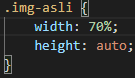 .img-asli {
    width: 70%;
    height: auto;
}